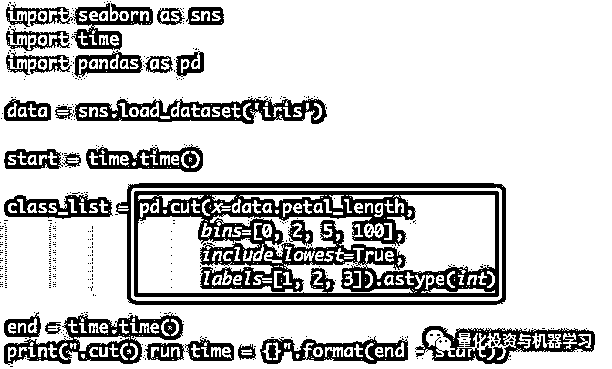 import seaborn as sns
import time
import pandas as pd
data = sns.load_dataset("iris")
start = time.time()
class_list = pd.cut(x=data.petal_length,
bins=[0, 2, 5, 100],
include_lowest=True,
labels=[1, 2, 3]).astype(int)
end = time.time()
print(".cut() run time = {}".format(end - start))
量化投资与机器学习